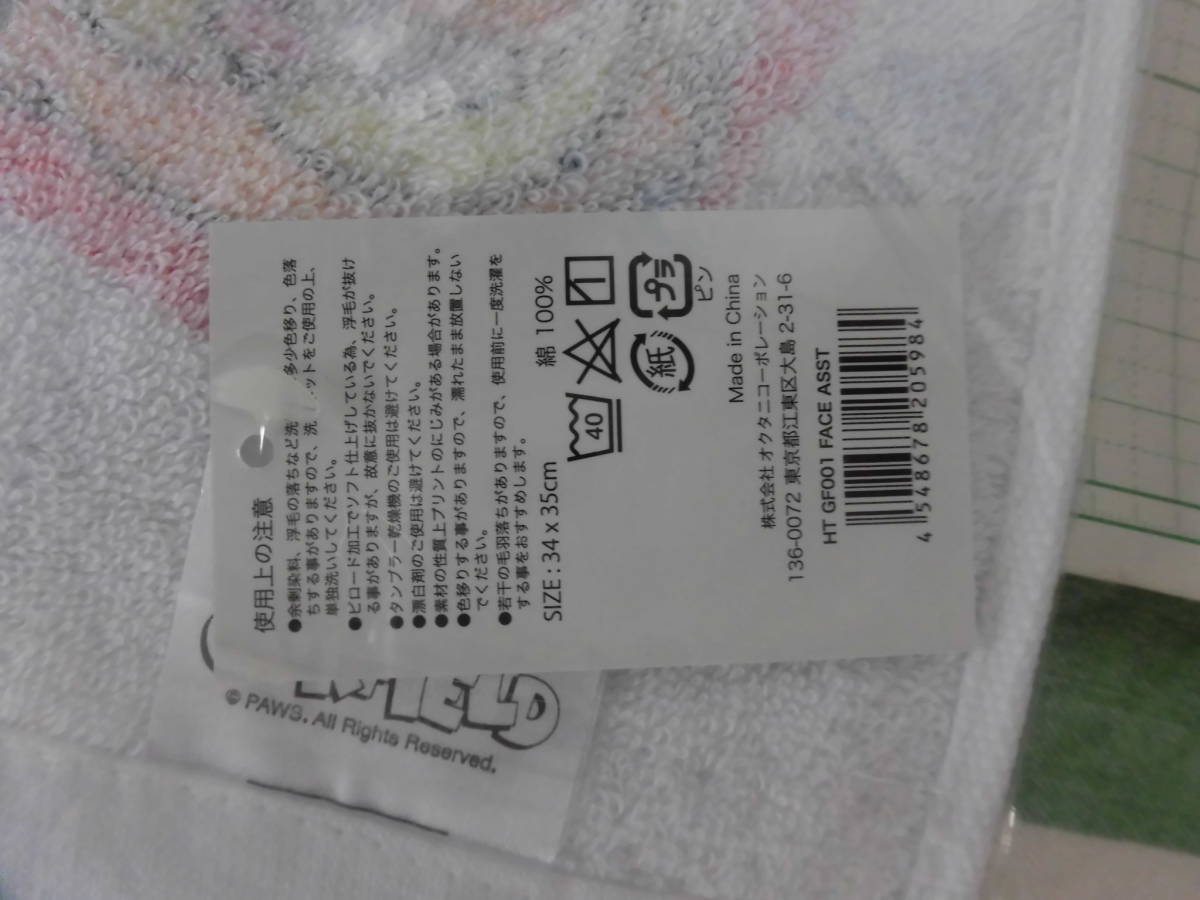 使用上の注意
●余剰染料、浮毛の落ちなど洗 多少色移り、色落
ちする事がありますので、洗 ットをご使用の上、
単独洗いしてください。
●ビロード加工でソフト仕上げしている為、浮毛が抜け
る事がありますが、故意に抜かないでください。
●タンブラー乾燥機のご使用は避けてください。
●漂白剤のご使用は避けてください。
●素材の性質上プリントのにじみがある場合があります。
●色移りする事がありますので、濡れたまま放置しない
でください。
●若干の毛羽落ちがありますので、使用前に一度洗濯を
する事をおすすめします。
SIZE : 34 x 35cm
綿 100%
40
紙
プラ
ピン
Made in China
株式会社 オクタニコーポレーション
136-0072 東京都江東区大島 2-31-6
HT GF001 FACE ASST
4 548678 205984
FIELD
© PAWS. All Rights Reserved.